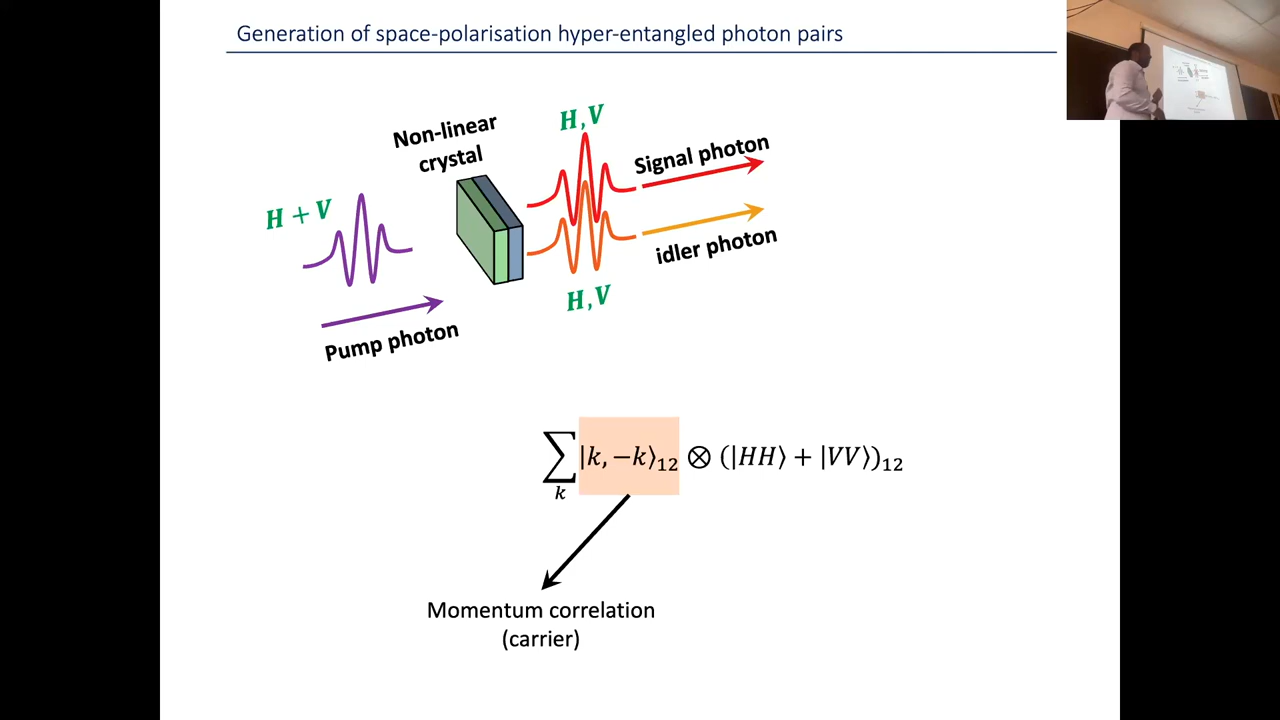 Generation of space-polarisation hyper-entangled photon pairs
Non-linear
crystal
H,V
Signal photon
H + V
idler photon
H,V
Pump photon
∑ₖ |k, −k⟩₁₂ ⊗ (|HH⟩ + |VV⟩)₁₂
Momentum correlation
(carrier)